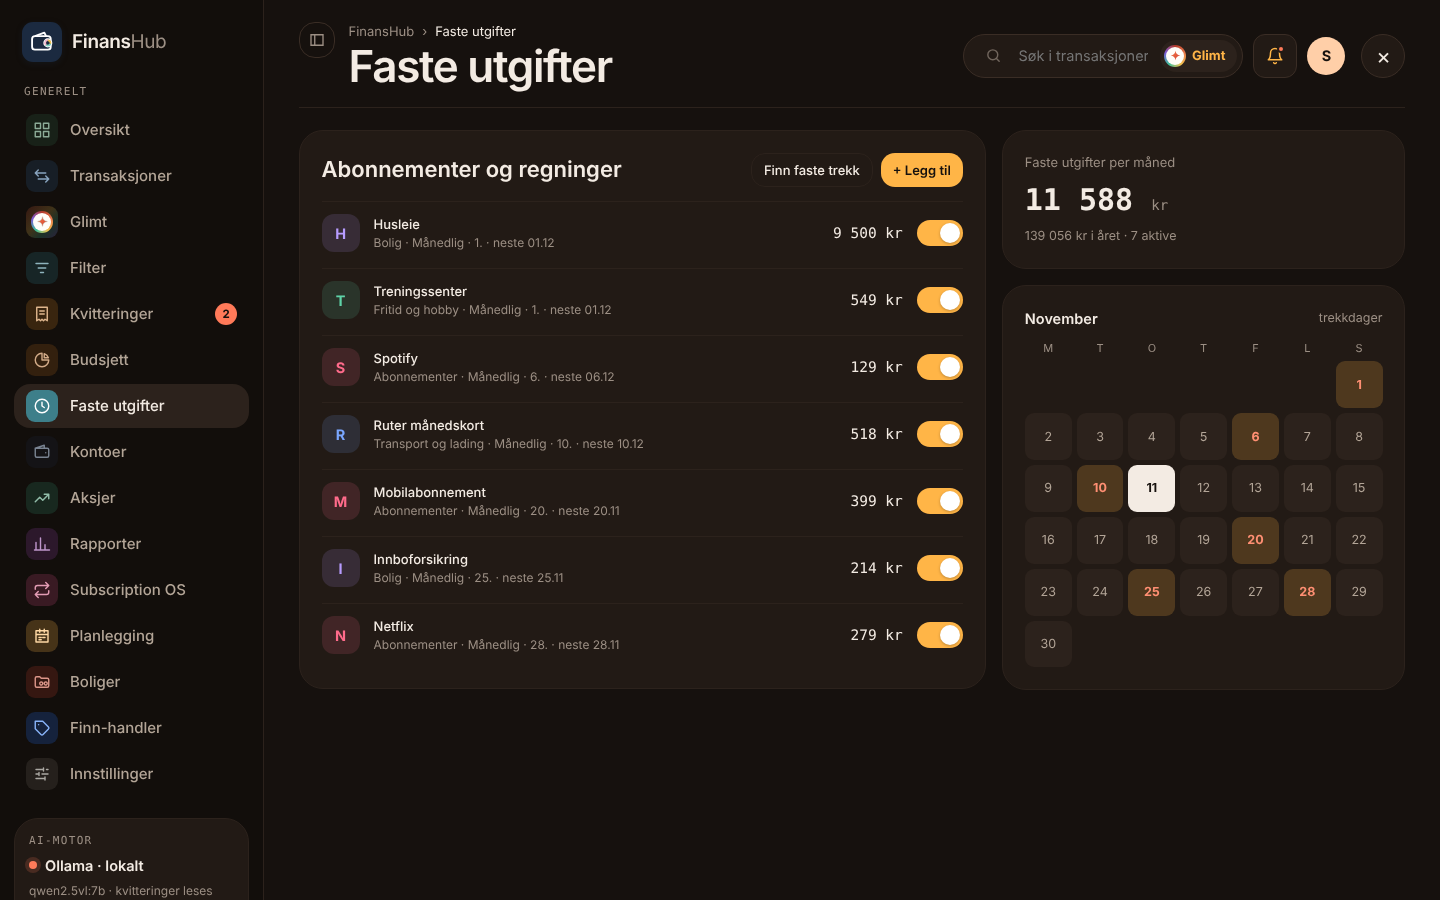 FinansHub
GENERELT
Oversikt
Transaksjoner
Glimt
Filter
Kvitteringer 2
Budsjett
Faste utgifter
Kontoer
Aksjer
Rapporter
Subscription OS
Planlegging
Boliger
Finn-handler
Innstillinger
AI-MOTOR
Ollama · lokalt
qwen2.5vl:7b · kvitteringer leses
FinansHub › Faste utgifter
Faste utgifter
Søk i transaksjoner Glimt S ×
Abonnementer og regninger
Finn faste trekk + Legg til
H Husleie 9 500 kr
Bolig · Månedlig · 1. · neste 01.12
T Treningssenter 549 kr
Fritid og hobby · Månedlig · 1. · neste 01.12
S Spotify 129 kr
Abonnementer · Månedlig · 6. · neste 06.12
R Ruter månedskort 518 kr
Transport og lading · Månedlig · 10. · neste 10.12
M Mobilabonnement 399 kr
Abonnementer · Månedlig · 20. · neste 20.11
I Innboforsikring 214 kr
Bolig · Månedlig · 25. · neste 25.11
N Netflix 279 kr
Abonnementer · Månedlig · 28. · neste 28.11
Faste utgifter per måned
11 588 kr
139 056 kr i året · 7 aktive
November trekkdager
M T O T F L S
1
2 3 4 5 6 7 8
9 10 11 12 13 14 15
16 17 18 19 20 21 22
23 24 25 26 27 28 29
30